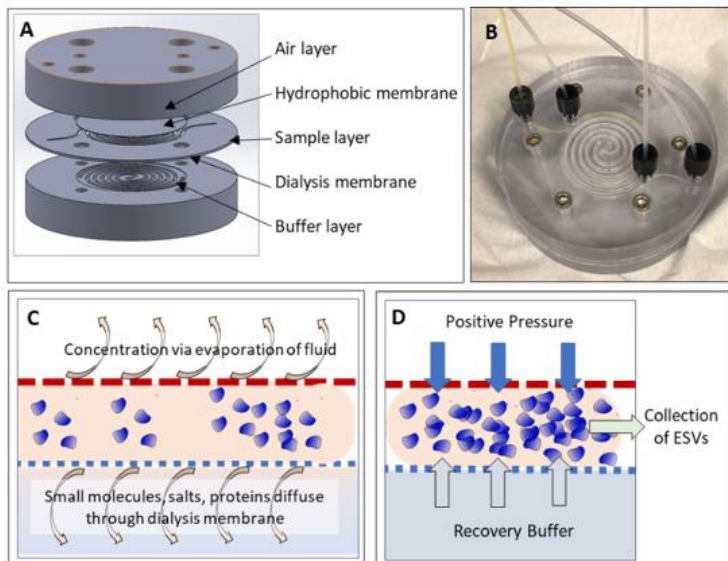 A
Air layer
Hydrophobic membrane
Sample layer
Dialysis membrane
Buffer layer
B
C
Concentration via evaporation of fluid
Small molecules, salts, proteins diffuse
through dialysis membrane
D
Positive Pressure
Collection
of ESVs
Recovery Buffer